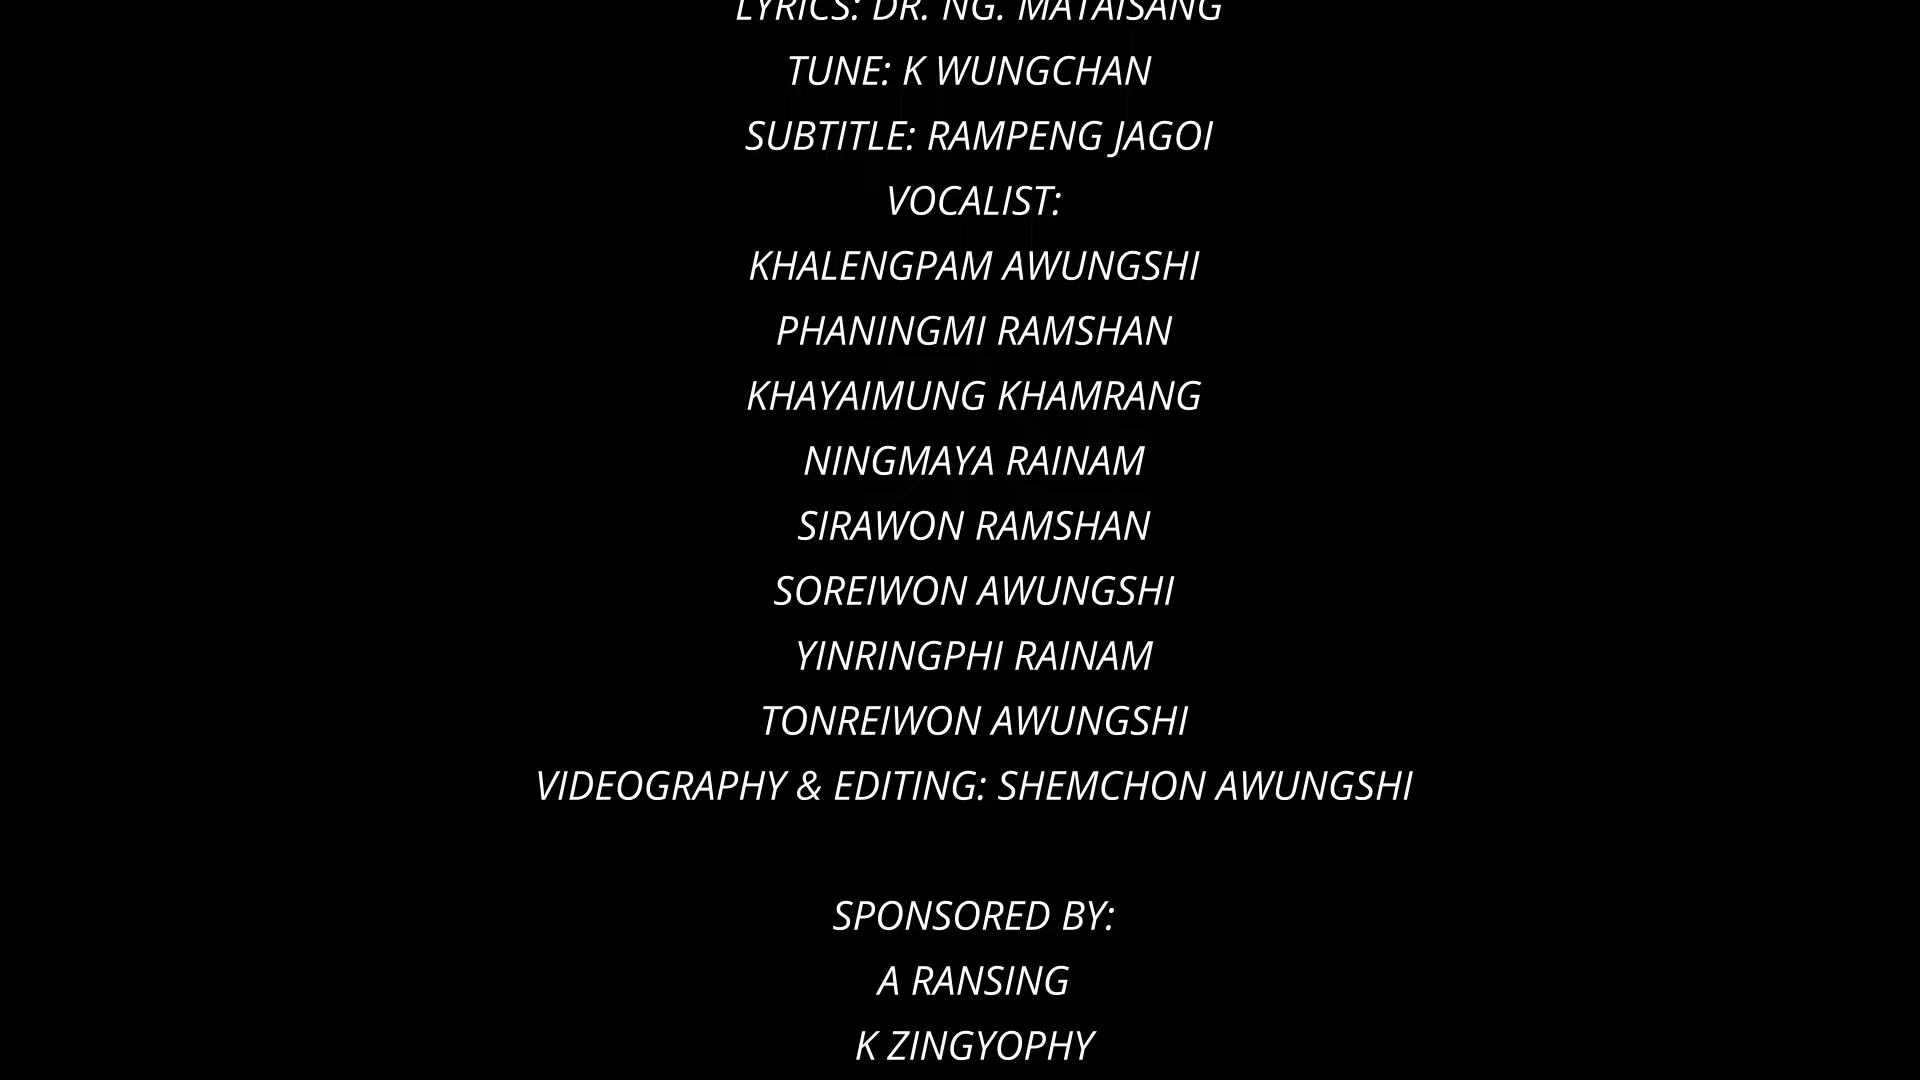 LYRICS: DR. NG. MATAISANG
TUNE: K WUNGCHAN
SUBTITLE: RAMPENG JAGOI
VOCALIST:
KHALENGPAM AWUNGSHI
PHANINGMI RAMSHAN
KHAYAIMUNG KHAMRANG
NINGMAYA RAINAM
SIRAWON RAMSHAN
SOREIWON AWUNGSHI
YINRINGPHI RAINAM
TONREIWON AWUNGSHI
VIDEOGRAPHY & EDITING: SHEMCHON AWUNGSHI
SPONSORED BY:
A RANSING
K ZINGYOPHY